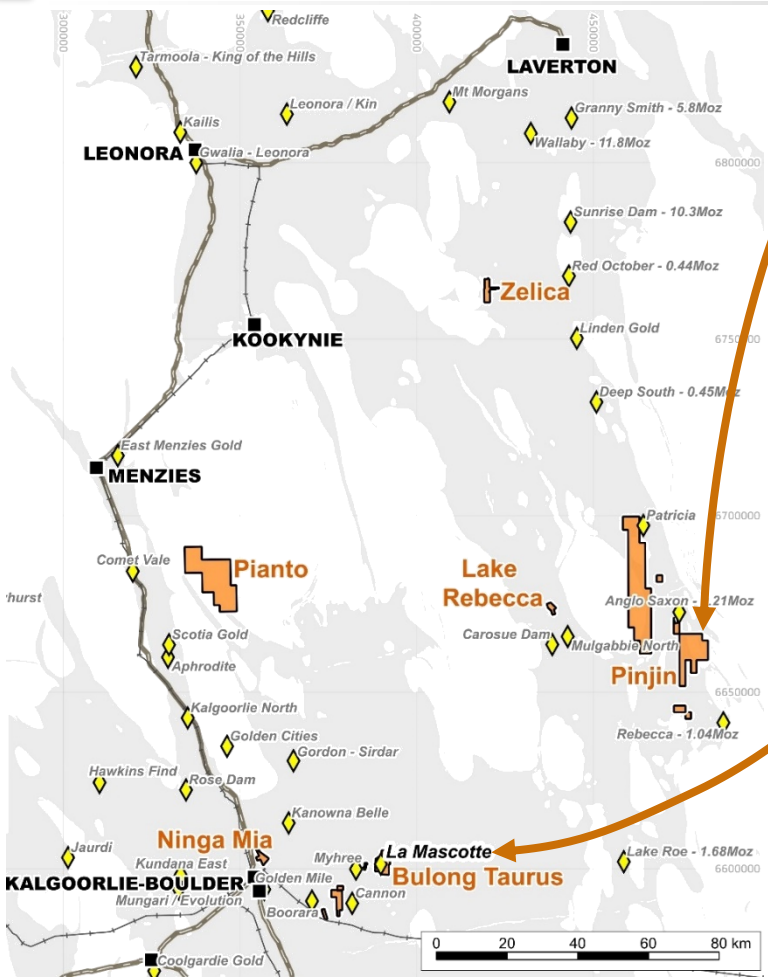 300000
350000
400000
450000
Redcliffe
LAVERTON
Tarmoola - King of the Hills
Mt Morgans
Leonora / Kin
Granny Smith - 5.8Moz
Kailis
Wallaby - 11.8Moz
LEONORA
Gwalia - Leonora
6800000
Sunrise Dam - 10.3Moz
Red October - 0.44Moz
Zelica
KOOKYNIE
Linden Gold
6750000
Deep South - 0.45Moz
East Menzies Gold
MENZIES
Patricia
6700000
Comet Vale
Pianto
Lake
Rebecca
Anglo Saxon - .21Moz
Scotia Gold
Carosue Dam
Mulgabbie North
Aphrodite
Pinjin
6650000
Kalgoorlie North
Rebecca - 1.04Moz
Golden Cities
Gordon - Sirdar
Hawkins Find
Rose Dam
Kanowna Belle
Ninga Mia
Jaurdi
La Mascotte
Lake Roe - 1.68Moz
Kundana East
Myhree
6600000
KALGOORLIE-BOULDER
Golden Mile
Bulong Taurus
Mungari / Evolution
Cannon
Boorara
Coolgardie Gold
0 20 40 60 80 km